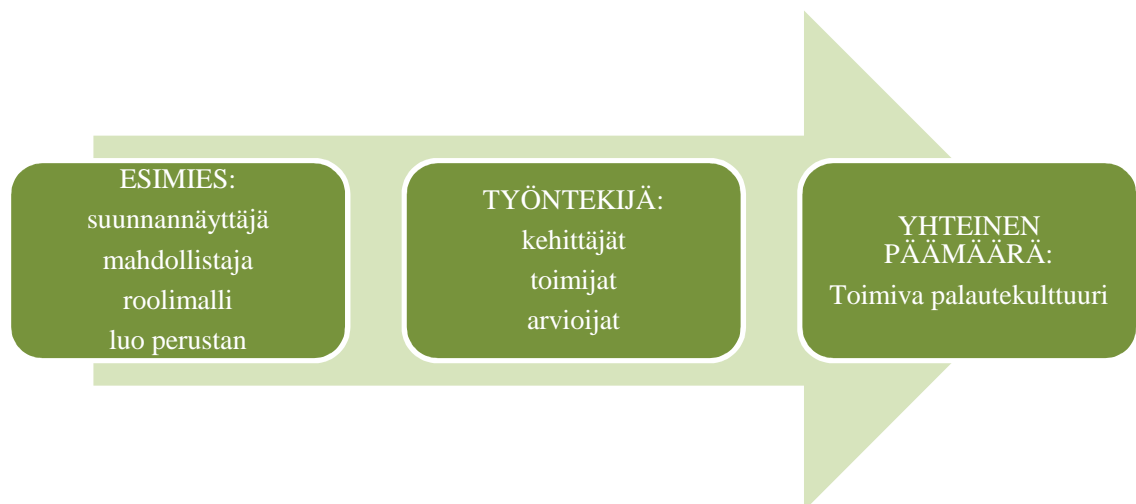 ESIMIES:
suunnannäyttäjä
mahdollistaja
roolimalli
luo perustan
TYÖNTEKIJÄ:
kehittäjät
toimijat
arvioijat
YHTEINEN
PÄÄMÄÄRÄ:
Toimiva palautekulttuuri